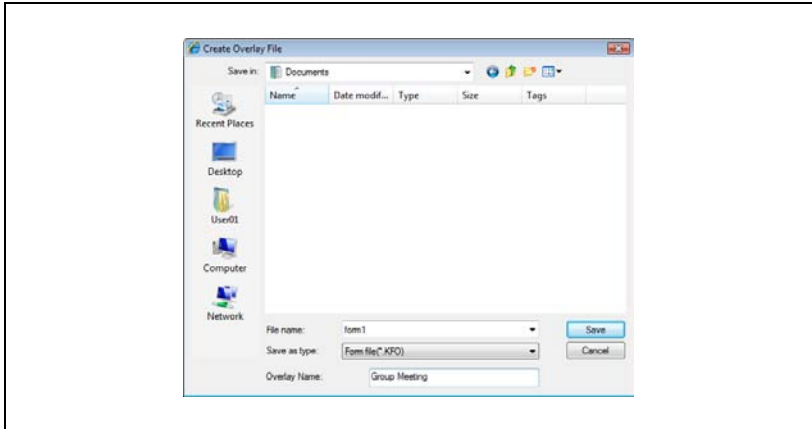 Create Overlay File
Save in: Documents
Name Date modif... Type Size Tags
Recent Places
Desktop
User01
Computer
Network
File name: form1 Save
Save as type: Form file(*.KFO) Cancel
Overlay Name: Group Meeting